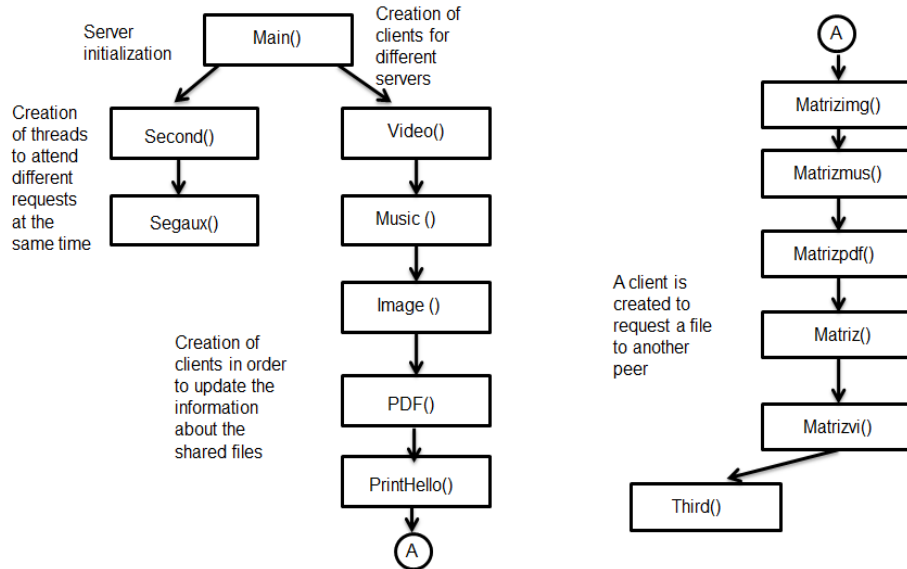 Server
initialization
Main()
Creation of
clients for
different
servers
Creation
of threads
to attend
different
requests
at the
same time
Second()
Segaux()
Video()
Music ()
Image ()
Creation of
clients in order
to update the
information
about the
shared files
PDF()
PrintHello()
A
A
Matrizimg()
Matrizmus()
Matrizpdf()
A client is
created to
request a file
to another
peer
Matriz()
Matrizvi()
Third()